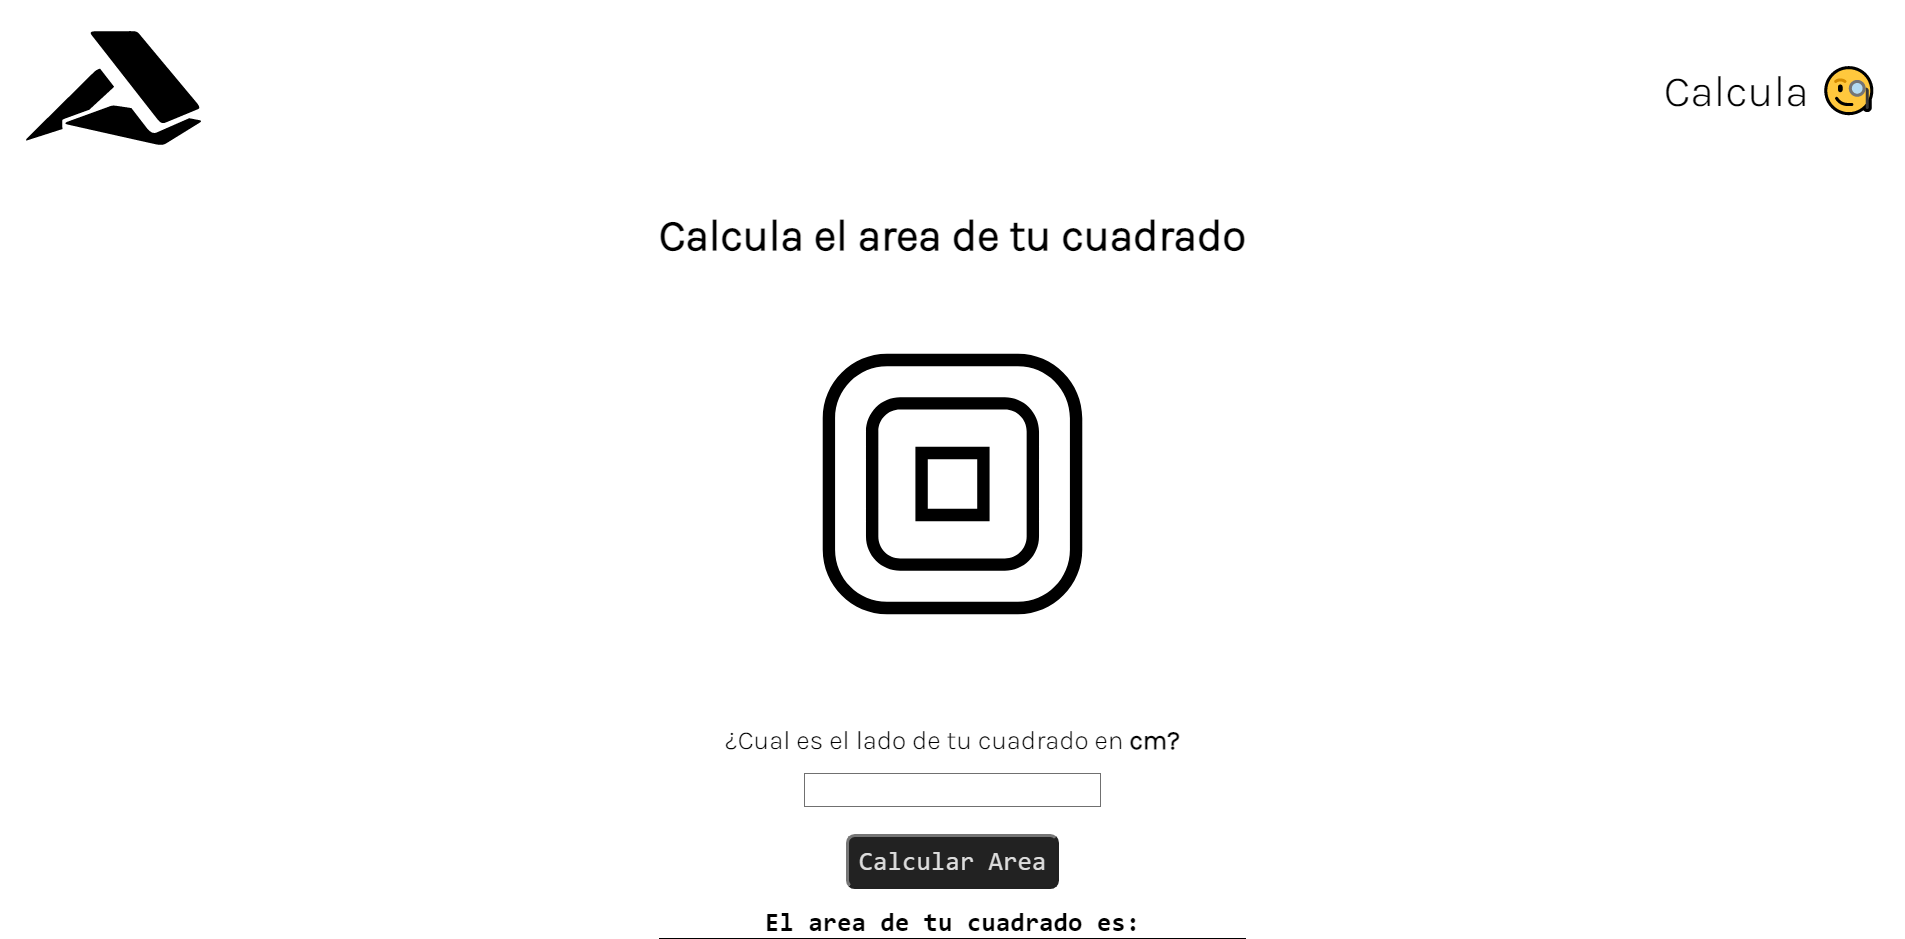 Calcula
Calcula el area de tu cuadrado
¿Cual es el lado de tu cuadrado en cm?
Calcular Area
El area de tu cuadrado es: